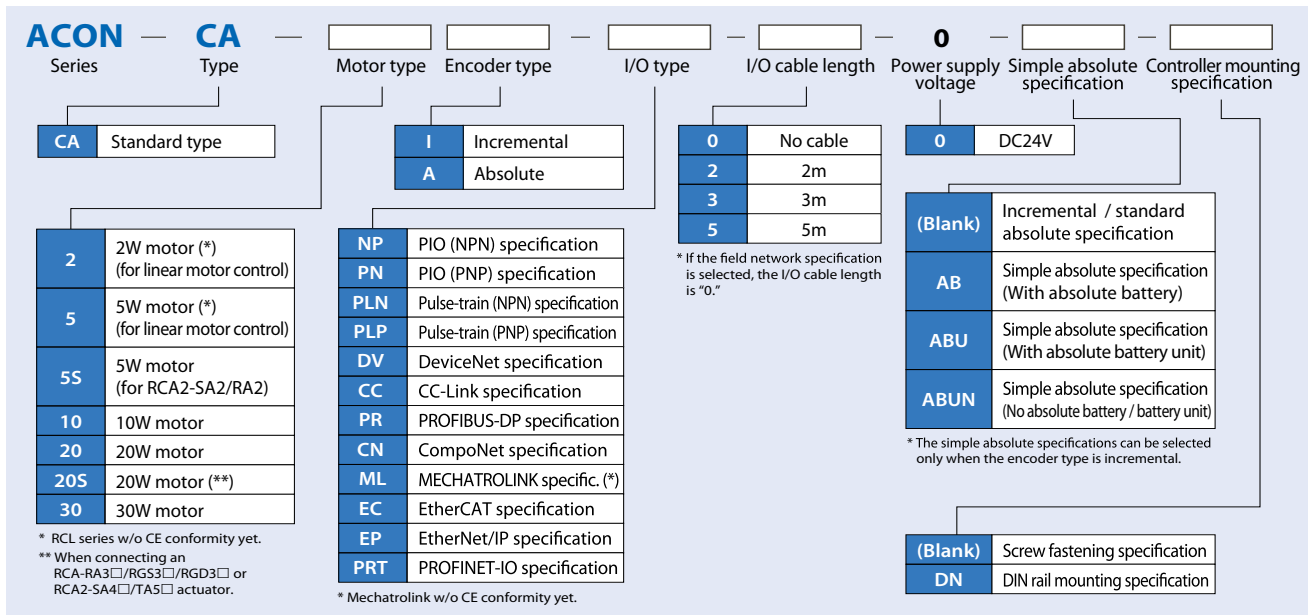 ACON — CA — — — — 0 — —
Series Type Motor type Encoder type I/O type I/O cable length Power supply voltage Simple absolute specification Controller mounting specification
CA Standard type
I Incremental
A Absolute
0 No cable
2 2m
3 3m
5 5m
* If the field network specification
is selected, the I/O cable length
is “0.”
0 DC24V
2 2W motor (*)
(for linear motor control)
5 5W motor (*)
(for linear motor control)
5S 5W motor
(for RCA2-SA2/RA2)
10 10W motor
20 20W motor
20S 20W motor (**)
30 30W motor
* RCL series w/o CE conformity yet.
** When connecting an
RCA-RA3□/RGS3□/RGD3□ or
RCA2-SA4□/TA5□ actuator.
NP PIO (NPN) specification
PN PIO (PNP) specification
PLN Pulse-train (NPN) specification
PLP Pulse-train (PNP) specification
DV DeviceNet specification
CC CC-Link specification
PR PROFIBUS-DP specification
CN CompoNet specification
ML MECHATROLINK specific. (*)
EC EtherCAT specification
EP EtherNet/IP specification
PRT PROFINET-IO specification
* Mechatrolink w/o CE conformity yet.
(Blank) Incremental / standard
absolute specification
AB Simple absolute specification
(With absolute battery)
ABU Simple absolute specification
(With absolute battery unit)
ABUN Simple absolute specification
(No absolute battery / battery unit)
* The simple absolute specifications can be selected
only when the encoder type is incremental.
(Blank) Screw fastening specification
DN DIN rail mounting specification